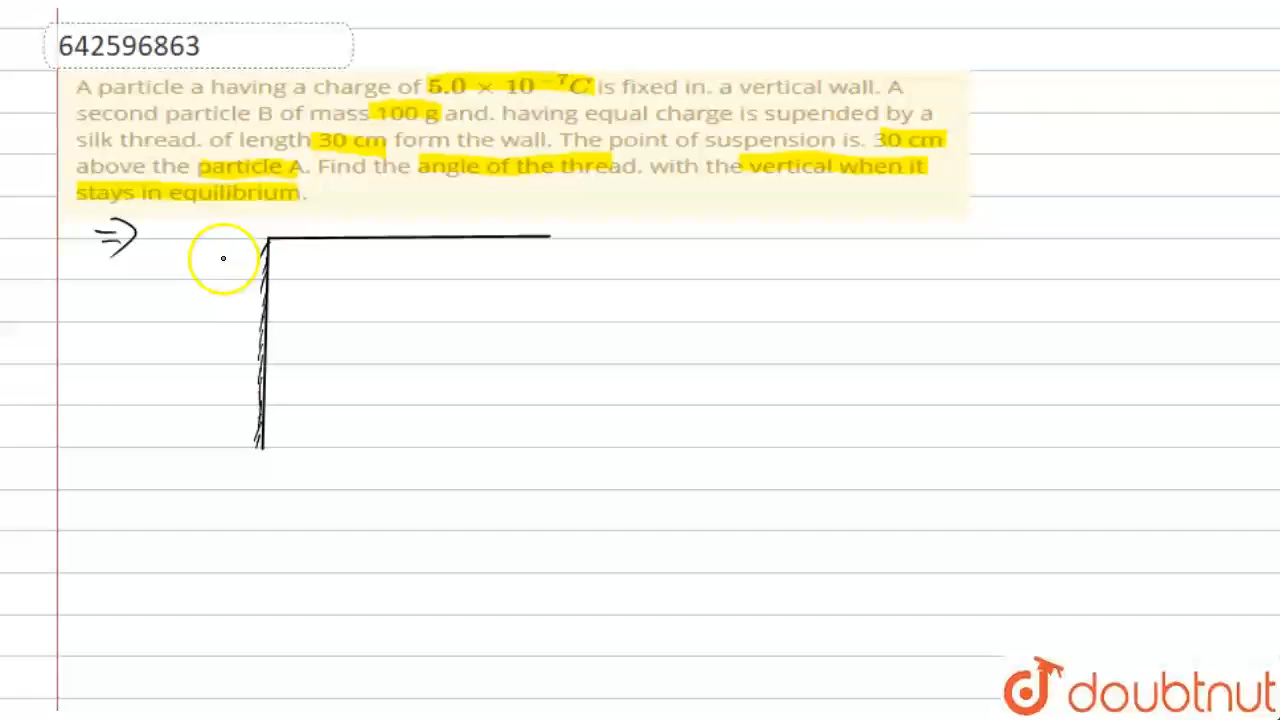 642596863
A particle a having a charge of 5.0 × 10⁻⁷C is fixed in. a vertical wall. A
second particle B of mass 100 g and. having equal charge is supended by a
silk thread. of length 30 cm form the wall. The point of suspension is. 30 cm
above the particle A. Find the angle of the thread. with the vertical when it
stays in equilibrium.
⇒
doubtnut